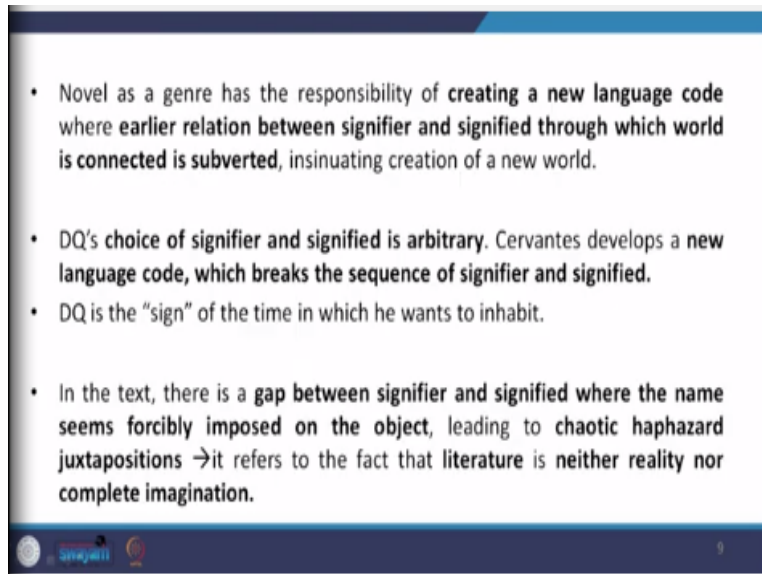 • Novel as a genre has the responsibility of creating a new language code
where earlier relation between signifier and signified through which world
is connected is subverted, insinuating creation of a new world.
• DQ's choice of signifier and signified is arbitrary. Cervantes develops a new
language code, which breaks the sequence of signifier and signified.
• DQ is the “sign” of the time in which he wants to inhabit.
• In the text, there is a gap between signifier and signified where the name
seems forcibly imposed on the object, leading to chaotic haphazard
juxtapositions →it refers to the fact that literature is neither reality nor
complete imagination.
swayam
9